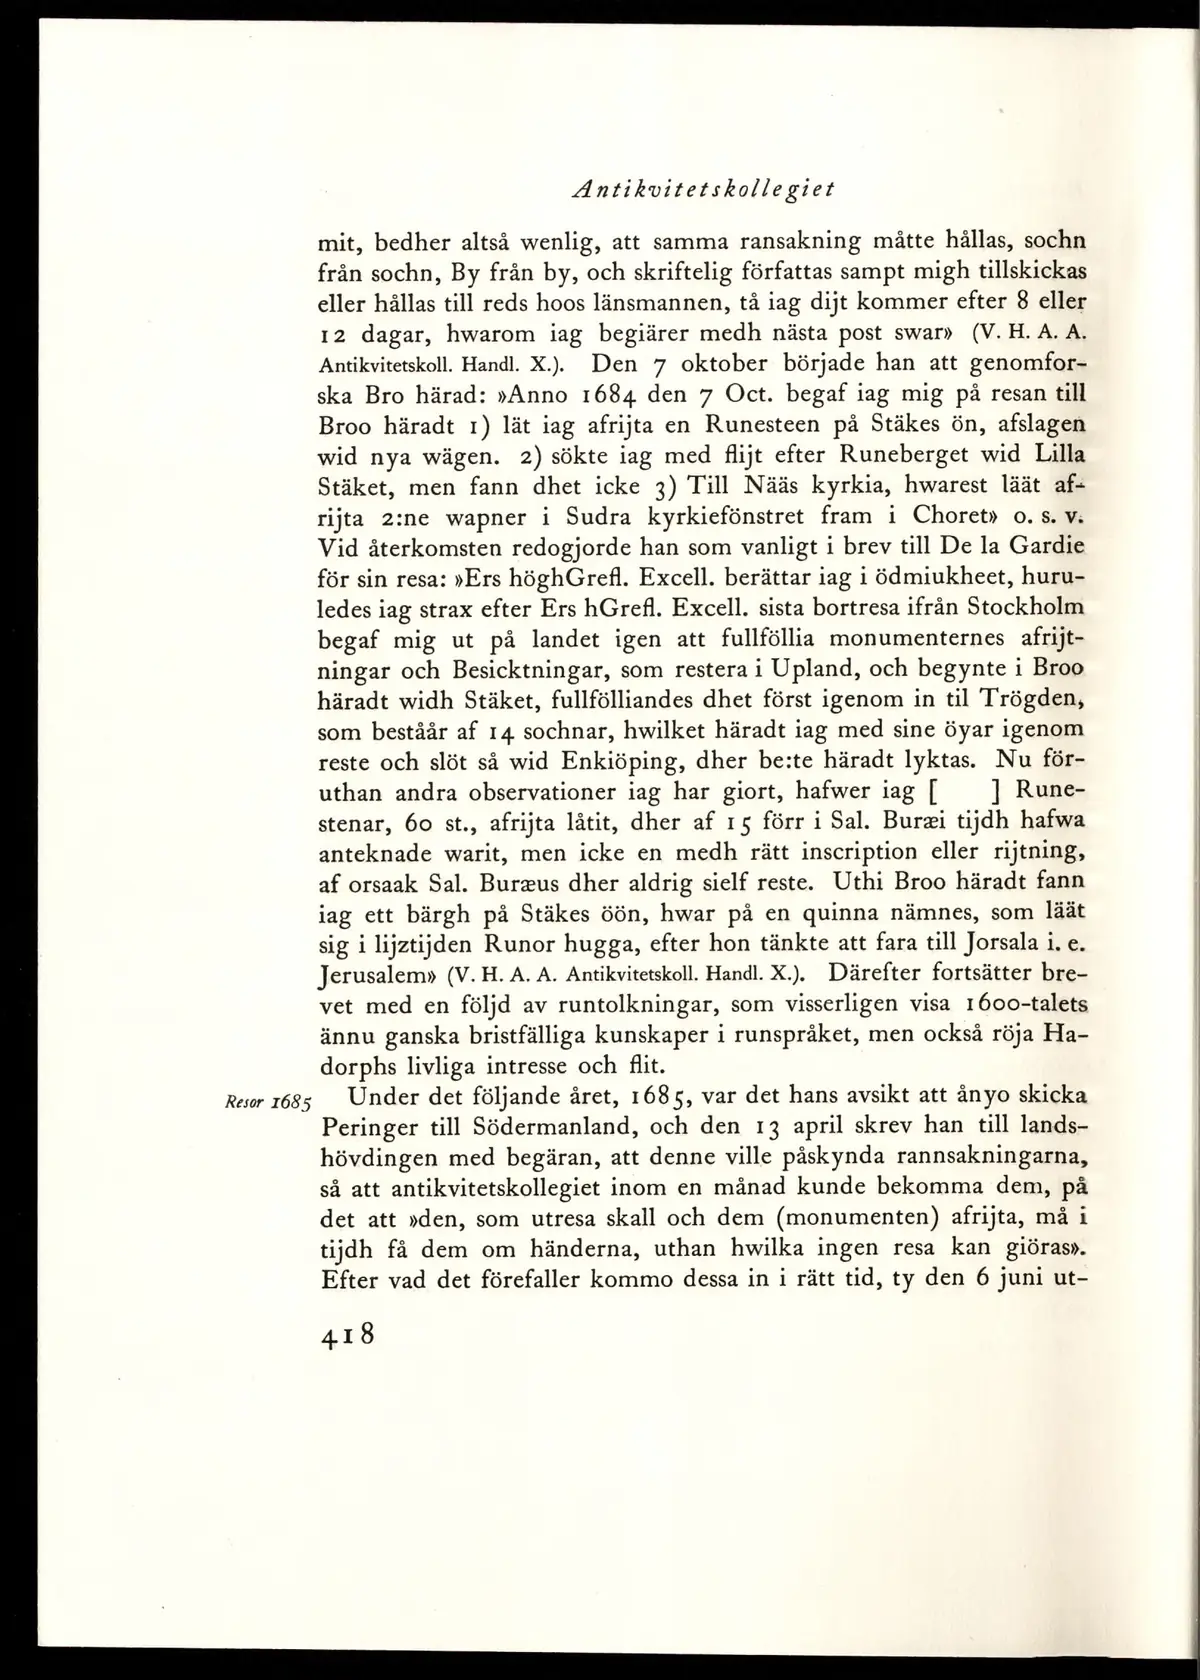 Antikvitetskollegiet
mit, bedher altså wenlig, att samma ransakning måtte hållas, sochn
från sochn, By från by, och skriftelig författas sampt migh tillskickas
eller hållas till reds hoos länsmannen, tå iag dijt kommer efter 8 eller
12 dagar, hwarom iag begiärer medh nästa post swar» (V. H. A. A.
Antikvitetskoll. Handl. X.). Den 7 oktober började han att genomfor-
ska Bro härad: »Anno 1684 den 7 Oct. begaf iag mig på resan till
Broo häradt 1) lät iag afrijta en Runesteen på Stäkes ön, afslagen
wid nya wägen. 2) sökte iag med flijt efter Runeberget wid Lilla
Stäket, men fann dhet icke 3) Till Nääs kyrkia, hwarest läät af-
rijta 2:ne wapner i Sudra kyrkiefönstret fram i Choret» o. s. v.
Vid återkomsten redogjorde han som vanligt i brev till De la Gardie
för sin resa: »Ers höghGrefl. Excell. berättar iag i ödmiukheet, huru-
ledes iag strax efter Ers hGrefl. Excell. sista bortresa ifrån Stockholm
begaf mig ut på landet igen att fullföllia monumenternes afrijt-
ningar och Besicktningar, som restera i Upland, och begynte i Broo
häradt widh Stäket, fullfölliandes dhet först igenom in til Trögden,
som beståår af 14 sochnar, hwilket häradt iag med sine öyar igenom
reste och slöt så wid Enkiöping, dher be:te häradt lyktas. Nu för-
uthan andra observationer iag har giort, hafwer iag [ ] Rune-
stenar, 60 st., afrijta låtit, dher af 15 förr i Sal. Buræi tijdh hafwa
anteknade warit, men icke en medh rätt inscription eller rijtning,
af orsaak Sal. Buræus dher aldrig sielf reste. Uthi Broo häradt fann
iag ett bärgh på Stäkes öön, hwar på en quinna nämnes, som läät
sig i lijztijden Runor hugga, efter hon tänkte att fara till Jorsala i. e.
Jerusalem» (V. H. A. A. Antikvitetskoll. Handl. X.). Därefter fortsätter bre-
vet med en följd av runtolkningar, som visserligen visa 1600-talets
ännu ganska bristfälliga kunskaper i runspråket, men också röja Ha-
dorphs livliga intresse och flit.
Resor 1685
Under det följande året, 1685, var det hans avsikt att ånyo skicka
Peringer till Södermanland, och den 13 april skrev han till lands-
hövdingen med begäran, att denne ville påskynda rannsakningarna,
så att antikvitetskollegiet inom en månad kunde bekomma dem, på
det att »den, som utresa skall och dem (monumenten) afrijta, må i
tijdh få dem om händerna, uthan hwilka ingen resa kan giöras».
Efter vad det förefaller kommo dessa in i rätt tid, ty den 6 juni ut-
418